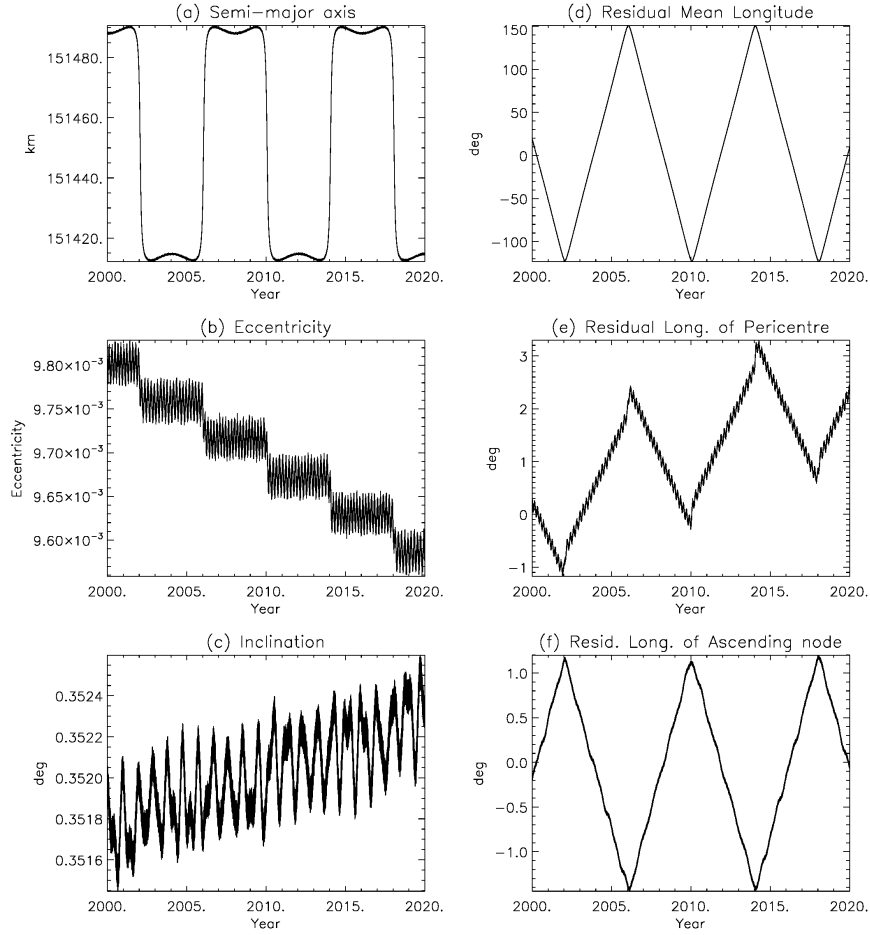 (a) Semi-major axis
151480.
151460.
151440.
151420.
km
2000. 2005. 2010. 2015. 2020.
Year
(d) Residual Mean Longitude
150
100
50
0
-50
-100
deg
2000. 2005. 2010. 2015. 2020.
Year
(b) Eccentricity
9.80×10⁻³
9.75×10⁻³
9.70×10⁻³
9.65×10⁻³
9.60×10⁻³
Eccentricity
2000. 2005. 2010. 2015. 2020.
Year
(e) Residual Long. of Pericentre
3
2
1
0
-1
deg
2000. 2005. 2010. 2015. 2020.
Year
(c) Inclination
0.3524
0.3522
0.3520
0.3518
0.3516
deg
2000. 2005. 2010. 2015. 2020.
Year
(f) Resid. Long. of Ascending node
1.0
0.5
0.0
-0.5
-1.0
deg
2000. 2005. 2010. 2015. 2020.
Year